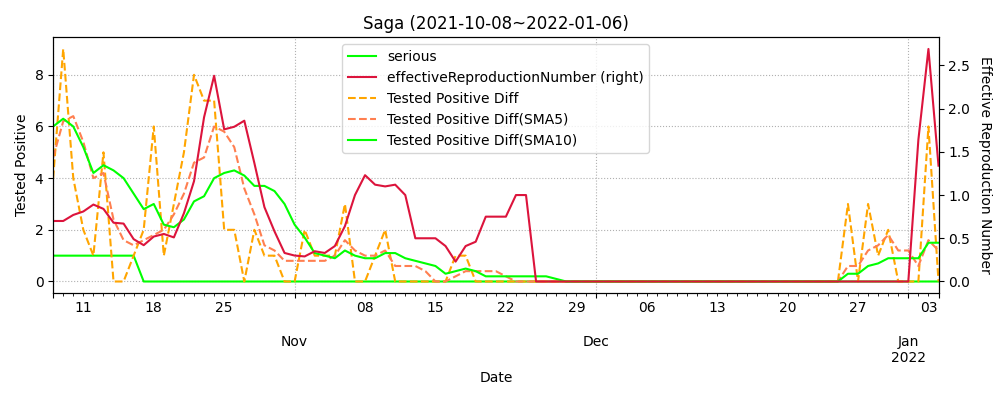 Saga (2021-10-08~2022-01-06)
serious
effectiveReproductionNumber (right)
Tested Positive Diff
Tested Positive Diff(SMA5)
Tested Positive Diff(SMA10)
Tested Positive
8
6
4
2
0
Effective Reproduction Number
2.5
2.0
1.5
1.0
0.5
0.0
11 18 25 08 15 22 29 06 13 20 27 03
Nov Dec Jan
2022
Date